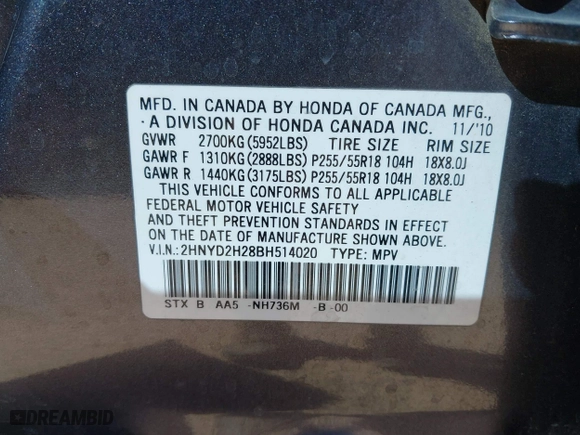 MFD. IN CANADA BY HONDA OF CANADA MFG.,
A DIVISION OF HONDA CANADA INC. 11/'10
GVWR 2700KG(5952LBS) TIRE SIZE RIM SIZE
GAWR F 1310KG(2888LBS) P255/55R18 104H 18X8.0J
GAWR R 1440KG(3175LBS) P255/55R18 104H 18X8.0J
THIS VEHICLE CONFORMS TO ALL APPLICABLE
FEDERAL MOTOR VEHICLE SAFETY
AND THEFT PREVENTION STANDARDS IN EFFECT
ON THE DATE OF MANUFACTURE SHOWN ABOVE.
V.I.N.:2HNYD2H28BH514020 TYPE: MPV
STX B AA5 -NH736M -B-00
DREAMBID